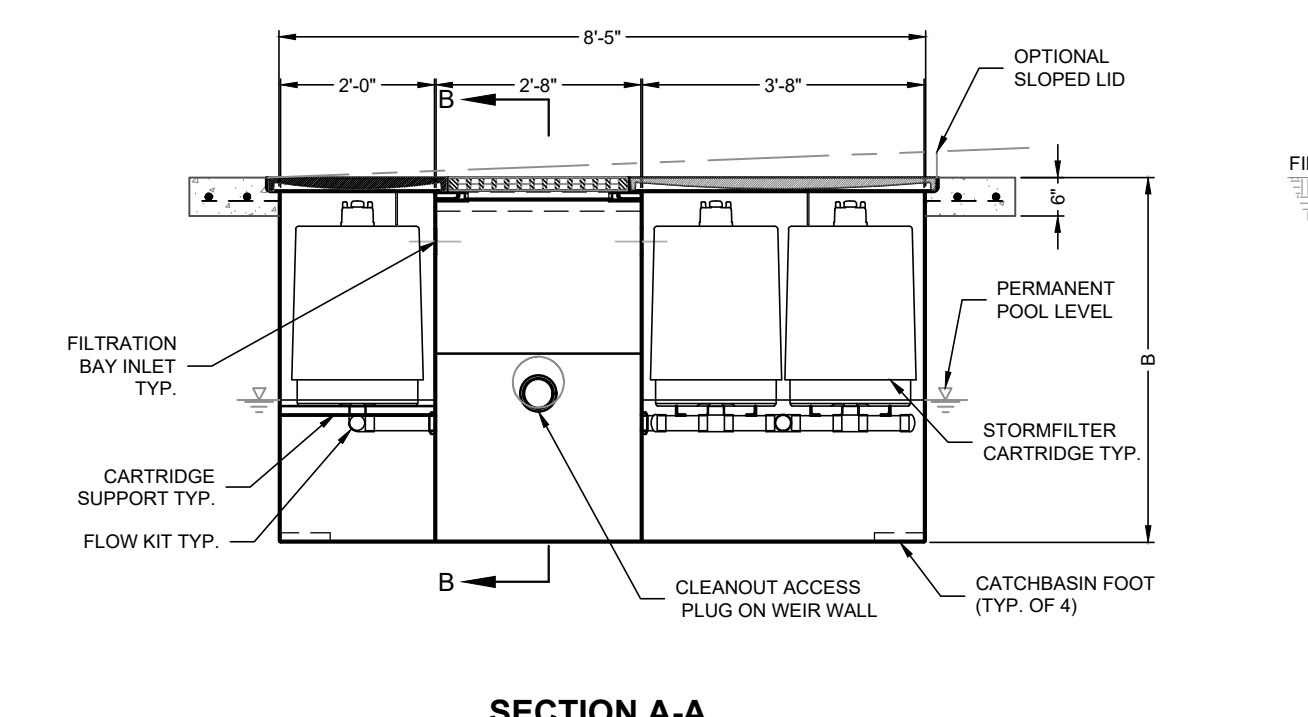 8'-5"
2'-0"
2'-8"
3'-8"
B
OPTIONAL
SLOPED LID
6"
PERMANENT
POOL LEVEL
B
FILTRATION
BAY INLET
TYP.
STORMFILTER
CARTRIDGE TYP.
CARTRIDGE
SUPPORT TYP.
FLOW KIT TYP.
B
CLEANOUT ACCESS
PLUG ON WEIR WALL
CATCHBASIN FOOT
(TYP. OF 4)
SECTION A-A